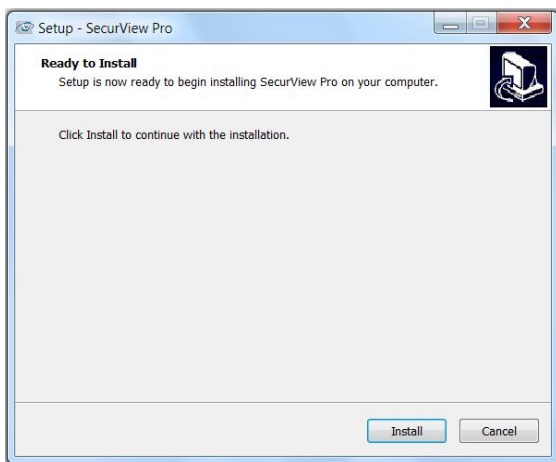 Setup - SecurView Pro
Ready to Install
Setup is now ready to begin installing SecurView Pro on your computer.
Click Install to continue with the installation.
Install
Cancel